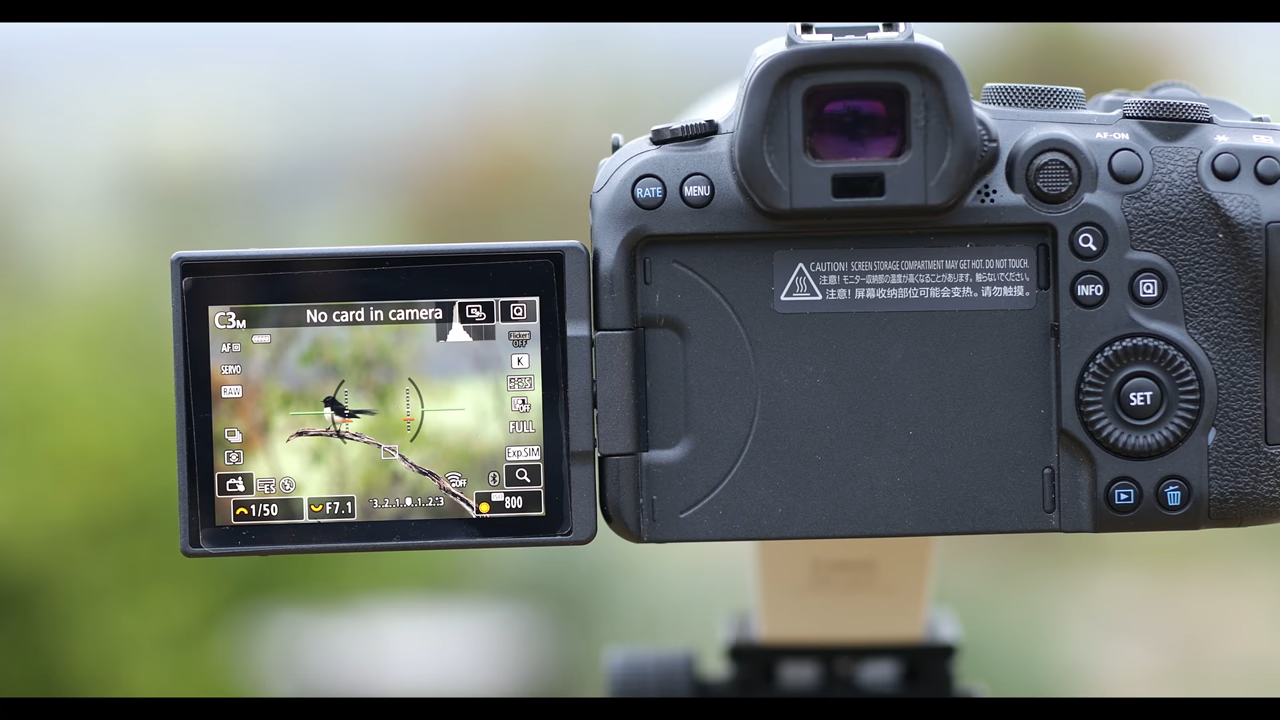 AF-ON
RATE
MENU
INFO
Q
SET
CAUTION! SCREEN STORAGE COMPARTMENT MAY GET HOT. DO NOT TOUCH.
注意! モニター収納部の温度が高くなることがあります。触らないでください。
注意! 屏幕收纳部位可能会变热。请勿触摸。
C3M
No card in camera
Q
AF
SERVO
RAW
Flicker!
OFF
K
OFF
FULL
Exp.SIM
OFF
1/50
F7.1
-3..2..1..0..1..2..:3
ISO
800